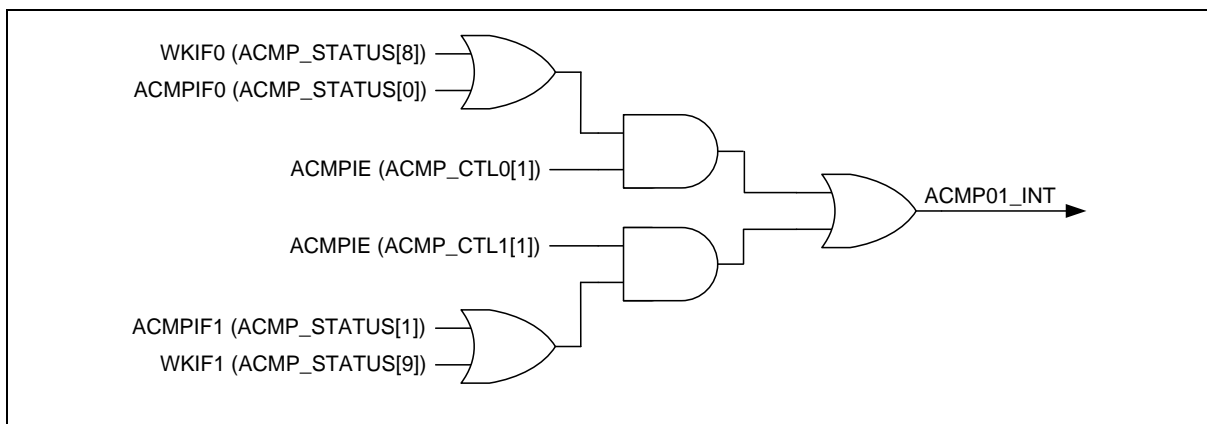 WKIF0 (ACMP_STATUS[8])
ACMPIF0 (ACMP_STATUS[0])
ACMPIE (ACMP_CTL0[1])
ACMP01_INT
ACMPIE (ACMP_CTL1[1])
ACMPIF1 (ACMP_STATUS[1])
WKIF1 (ACMP_STATUS[9])